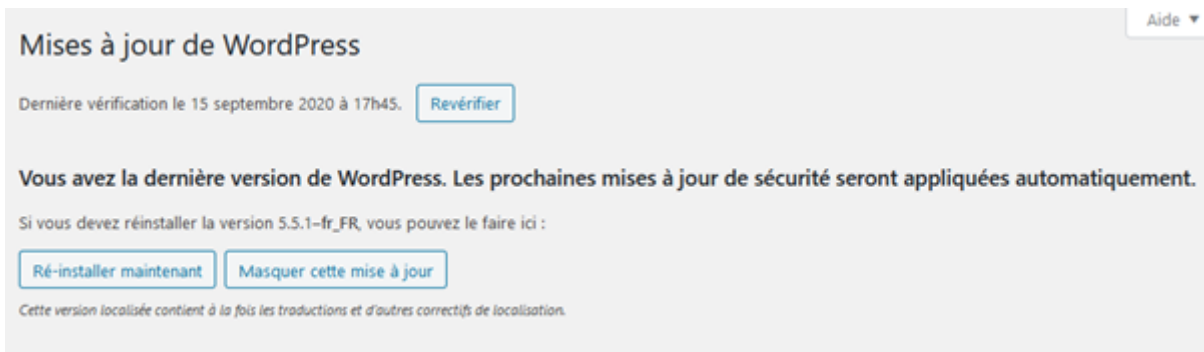 Aide ▼
Mises à jour de WordPress
Dernière vérification le 15 septembre 2020 à 17h45. Revérifier
Vous avez la dernière version de WordPress. Les prochaines mises à jour de sécurité seront appliquées automatiquement.
Si vous devez réinstaller la version 5.5.1–fr_FR, vous pouvez le faire ici :
Ré-installer maintenant Masquer cette mise à jour
Cette version localisée contient à la fois les traductions et d'autres correctifs de localisation.